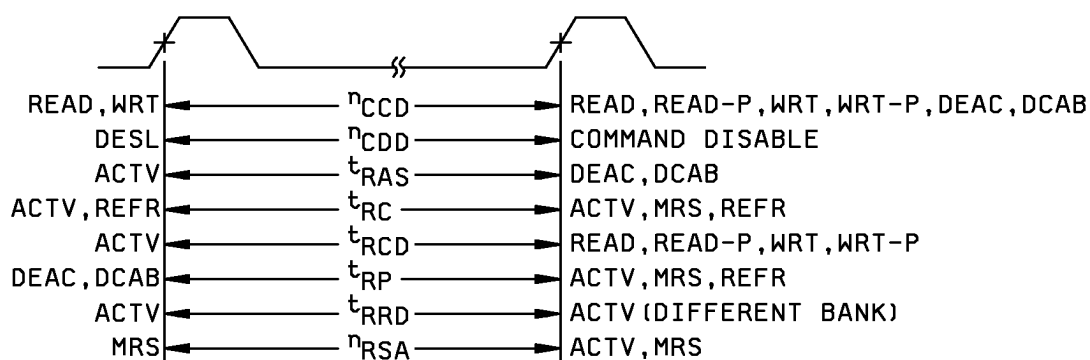 READ,WRT nCCD READ,READ-P,WRT,WRT-P,DEAC,DCAB
DESL nCDD COMMAND DISABLE
ACTV tRAS DEAC,DCAB
ACTV,REFR tRC ACTV,MRS,REFR
ACTV tRCD READ,READ-P,WRT,WRT-P
DEAC,DCAB tRP ACTV,MRS,REFR
ACTV tRRD ACTV(DIFFERENT BANK)
MRS nRSA ACTV,MRS